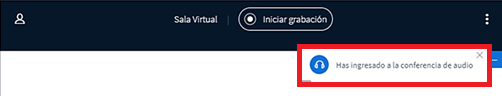 Sala Virtual | Iniciar grabación
Has ingresado a la conferencia de audio